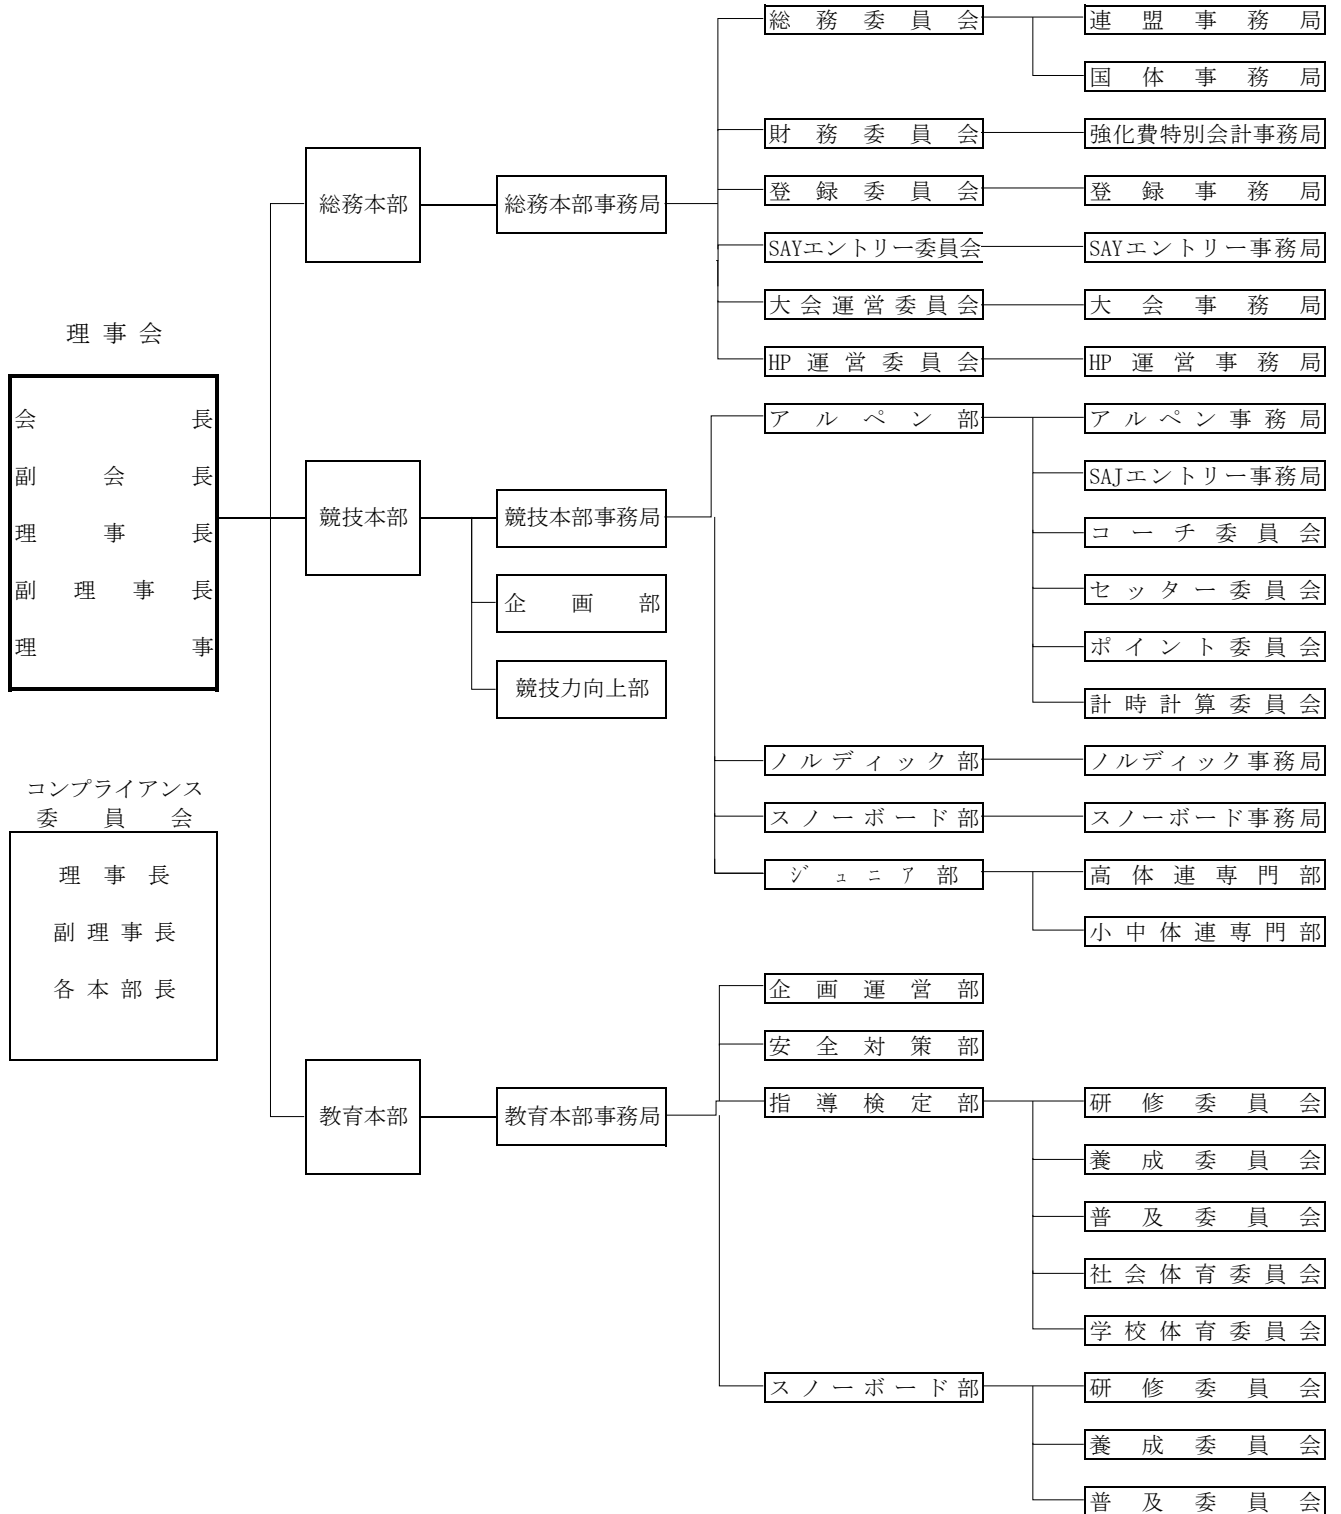 総務委員会
連盟事務局
国体事務局
財務委員会
強化費特別会計事務局
総務本部
総務本部事務局
登録委員会
登録事務局
SAYエントリー委員会
SAYエントリー事務局
大会運営委員会
大会事務局
HP運営委員会
HP運営事務局
理事会
会長
副会長
理事長
副理事長
理事
競技本部
競技本部事務局
企画部
競技力向上部
アルペン部
アルペン事務局
SAJエントリー事務局
コーチ委員会
セッター委員会
ポイント委員会
計時計算委員会
ノルディック部
ノルディック事務局
スノーボード部
スノーボード事務局
ジュニア部
高体連専門部
小中体連専門部
コンプライアンス
委員会
理事長
副理事長
各本部長
教育本部
教育本部事務局
企画運営部
安全対策部
指導検定部
研修委員会
養成委員会
普及委員会
社会体育委員会
学校体育委員会
スノーボード部
研修委員会
養成委員会
普及委員会